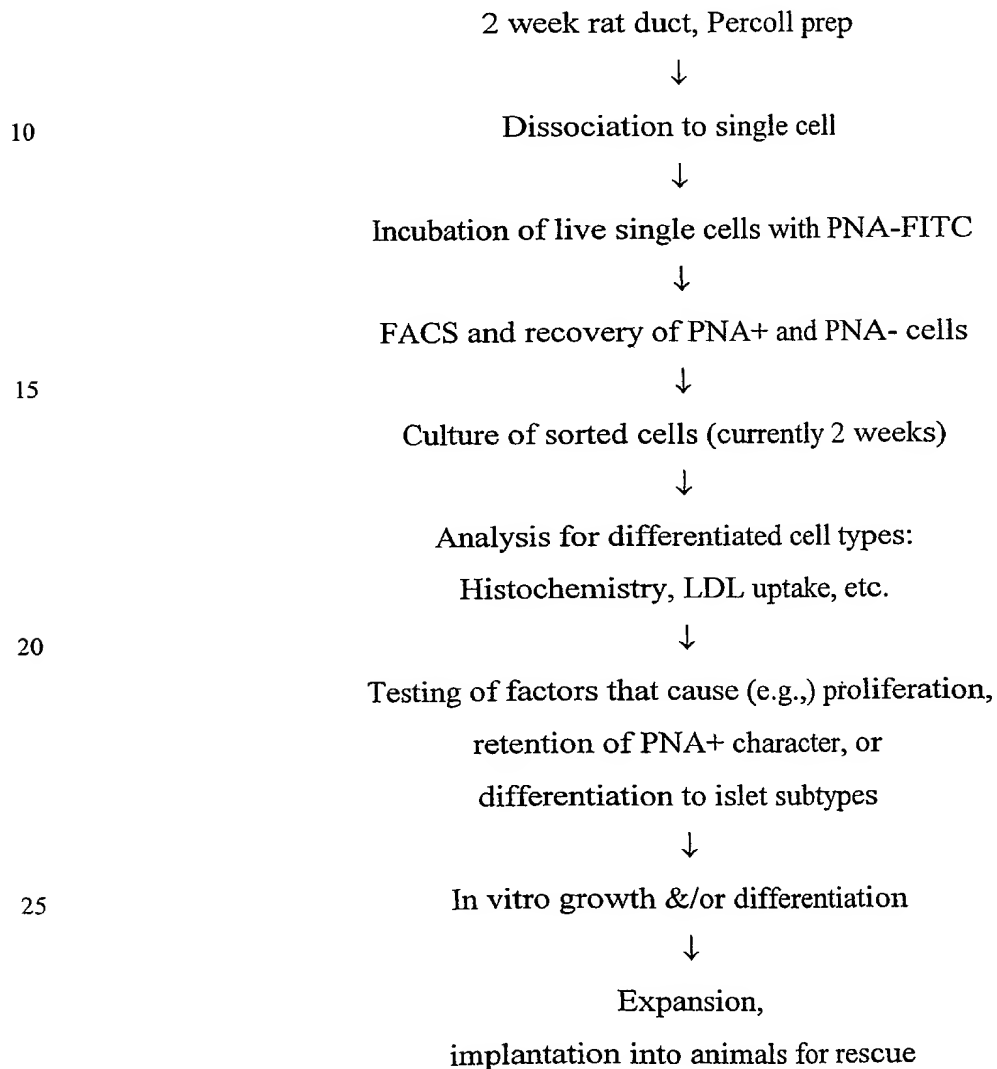 2 week rat duct, Percoll prep
↓
10 Dissociation to single cell
↓
Incubation of live single cells with PNA-FITC
↓
FACS and recovery of PNA+ and PNA- cells
15 ↓
Culture of sorted cells (currently 2 weeks)
↓
Analysis for differentiated cell types:
Histochemistry, LDL uptake, etc.
20 ↓
Testing of factors that cause (e.g.,) proliferation,
retention of PNA+ character, or
differentiation to islet subtypes
↓
25 In vitro growth &/or differentiation
↓
Expansion,
implantation into animals for rescue